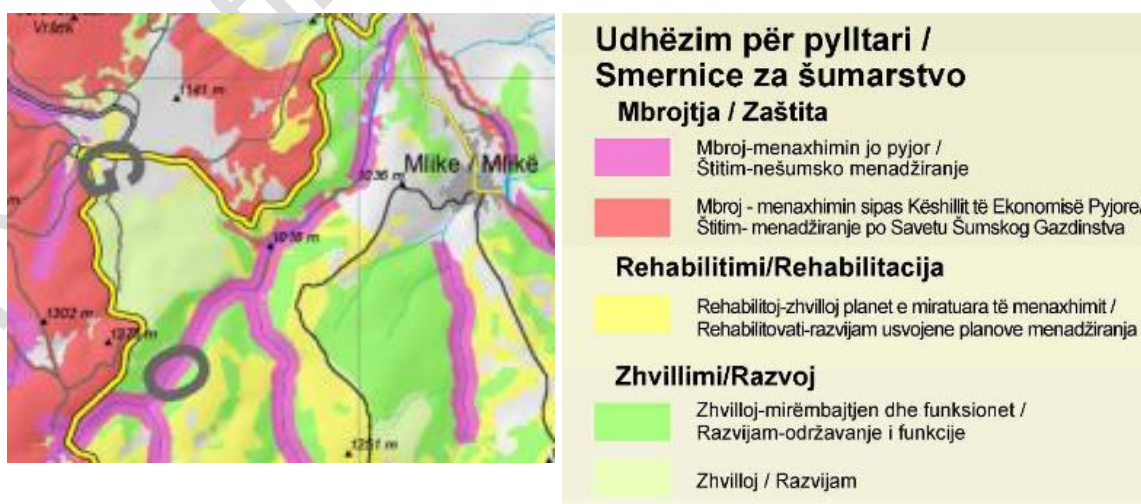 Vršek
1141 m
G
Mlike / Mlikë
1036 m
1018 m
1302 m
O
1251 m
Udhëzim për pylltari /
Smernice za šumarstvo
Mbrojtja / Zaštita
Mbroj-menaxhimin jo pyjor /
Štitim-nešumsko menadžiranje
Mbroj - menaxhimin sipas Këshillit të Ekonomisë Pyjore/
Štitim- menadžiranje po Savetu Šumskog Gazdinstva
Rehabilitimi/Rehabilitacija
Rehabilitoj-zhvilloj planet e miratuara të menaxhimit /
Rehabilitovati-razvijam usvojene planove menadžiranja
Zhvillimi/Razvoj
Zhvilloj-mirëmbajtjen dhe funksionet /
Razvijam-održavanje i funkcije
Zhvilloj / Razvijam